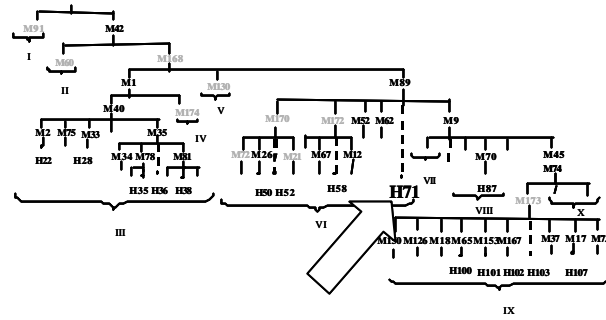 M91 M42
I M60 M168
II M1 M130 M89
M40 M174 V M170 M172 M52 M62 M9
M2 M75 M33 M35 IV
H22 H28 M34 M78 M81 M72 M26 M21 M67 M12 VII M70 M45
M74
H35 H36 H38 H50 H52 H58 H71 H87 M173 X
III VI VIII
M130 M126 M18 M65 M153 M167 M37 M17
H100 H101 H102 H103 H107
IX